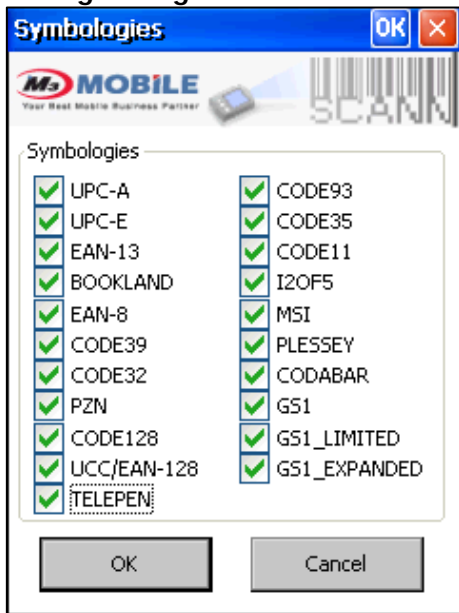 Symbologies OK
M3 MOBILE
Your Best Mobile Business Partner
SCANN
Symbologies
UPC-A
UPC-E
EAN-13
BOOKLAND
EAN-8
CODE39
CODE32
PZN
CODE128
UCC/EAN-128
TELEPEN
CODE93
CODE35
CODE11
I2OF5
MSI
PLESSEY
CODABAR
GS1
GS1_LIMITED
GS1_EXPANDED
OK
Cancel